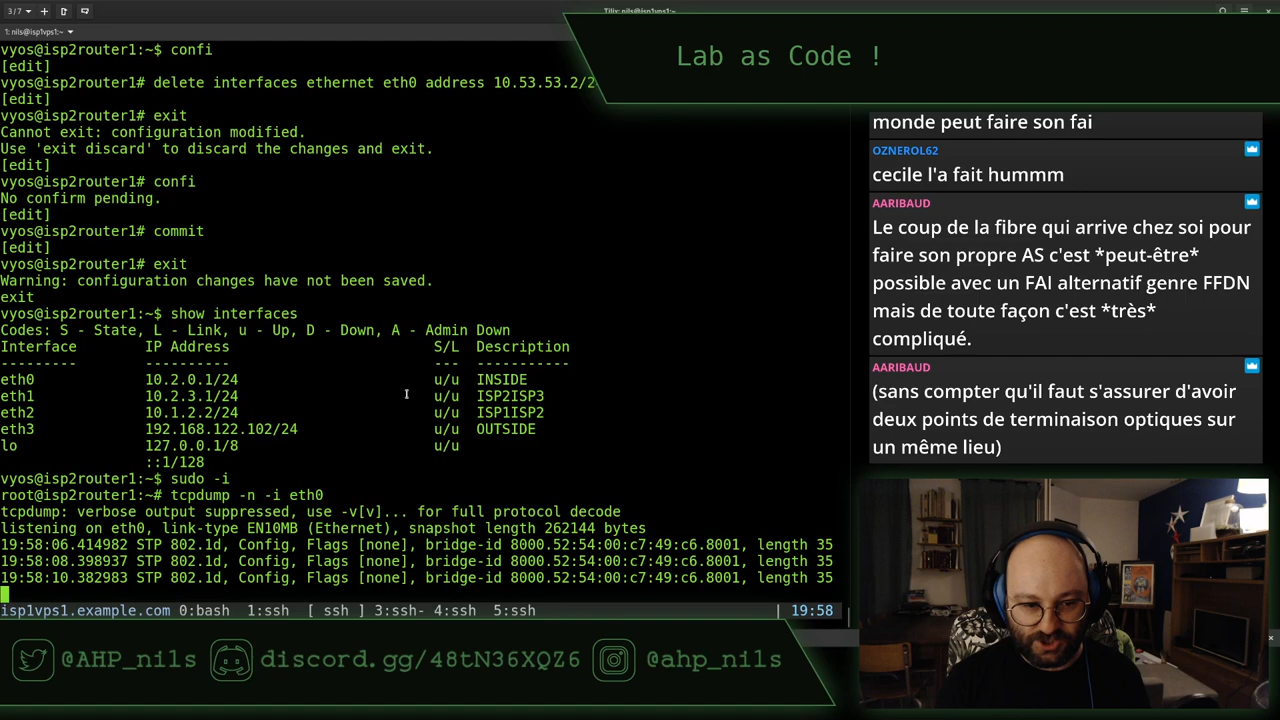 3/7
Tilix: nils@isp1vps1:~
1: nils@isp1vps1:~
vyos@isp2router1:~$ confi
[edit]
vyos@isp2router1# delete interfaces ethernet eth0 address 10.53.53.2/2
[edit]
vyos@isp2router1# exit
Cannot exit: configuration modified.
Use 'exit discard' to discard the changes and exit.
[edit]
vyos@isp2router1# confi
No confirm pending.
[edit]
vyos@isp2router1# commit
[edit]
vyos@isp2router1# exit
Warning: configuration changes have not been saved.
exit
vyos@isp2router1:~$ show interfaces
Codes: S - State, L - Link, u - Up, D - Down, A - Admin Down
Interface IP Address S/L Description
--------- ---------- --- -----------
eth0 10.2.0.1/24 u/u INSIDE
eth1 10.2.3.1/24 u/u ISP2ISP3
eth2 10.1.2.2/24 u/u ISP1ISP2
eth3 192.168.122.102/24 u/u OUTSIDE
lo 127.0.0.1/8 u/u
::1/128
vyos@isp2router1:~$ sudo -i
root@isp2router1:~# tcpdump -n -i eth0
tcpdump: verbose output suppressed, use -v[v]... for full protocol decode
listening on eth0, link-type EN10MB (Ethernet), snapshot length 262144 bytes
19:58:06.414982 STP 802.1d, Config, Flags [none], bridge-id 8000.52:54:00:c7:49:c6.8001, length 35
19:58:08.398937 STP 802.1d, Config, Flags [none], bridge-id 8000.52:54:00:c7:49:c6.8001, length 35
19:58:10.382983 STP 802.1d, Config, Flags [none], bridge-id 8000.52:54:00:c7:49:c6.8001, length 35
isp1vps1.example.com 0:bash 1:ssh [ ssh ] 3:ssh- 4:ssh 5:ssh | 19:58
Lab as Code !
monde peut faire son fai
OZNEROL62
cecile l'a fait hummm
AARIBAUD
Le coup de la fibre qui arrive chez soi pour
faire son propre AS c'est *peut-être*
possible avec un FAI alternatif genre FFDN
mais de toute façon c'est *très*
compliqué.
AARIBAUD
(sans compter qu'il faut s'assurer d'avoir
deux points de terminaison optiques sur
un même lieu)
@AHP_nils discord.gg/48tN36XQZ6 @ahp_nils